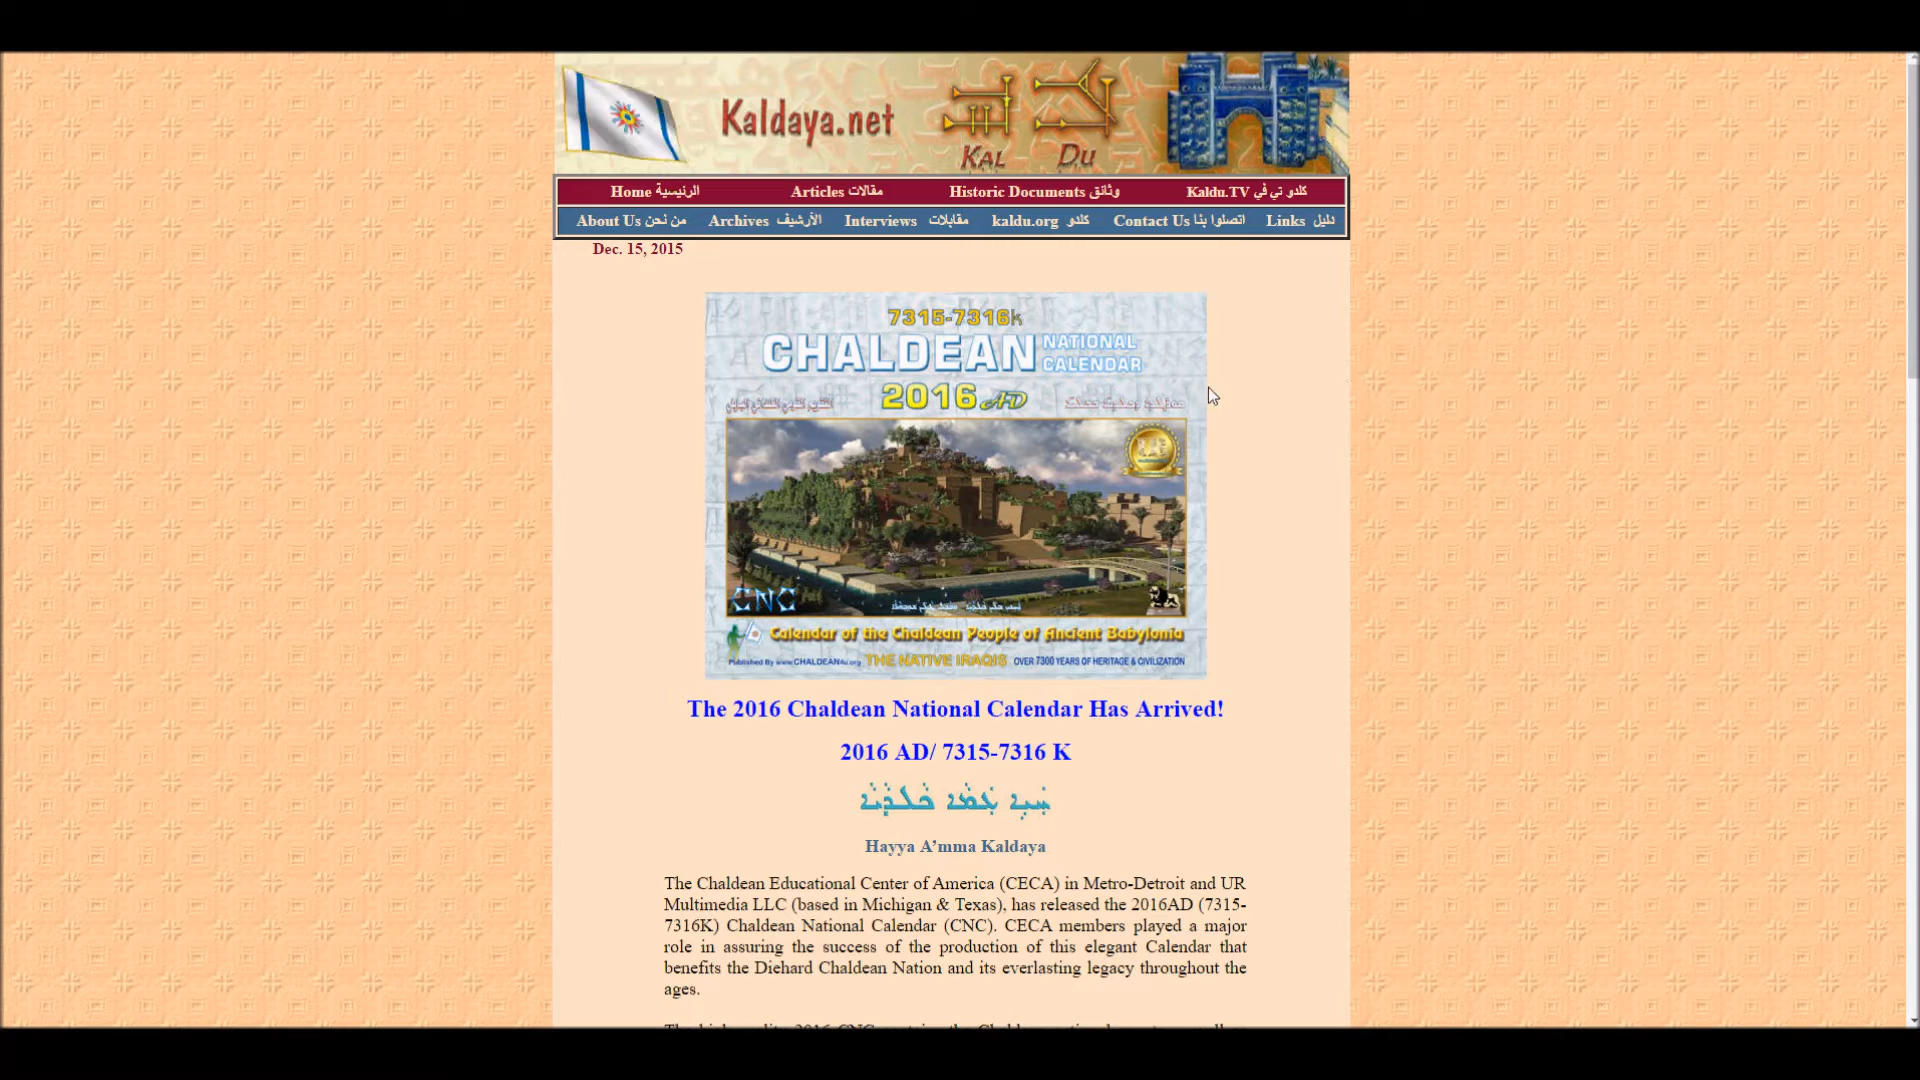 Kaldaya.net
KAL DU
Home الرئيسية Articles مقالات Historic Documents وثائق Kaldu.TV كلدو تي في
About Us من نحن Archives الأرشيف Interviews مقابلات kaldu.org كلدو Contact Us اتصلوا بنا Links دليل
Dec. 15, 2015
7315-7316k
CHALDEAN NATIONAL CALENDAR
2016 AD
CNC
Calendar of the Chaldean People of Ancient Babylonia
Published By www.CHALDEAN4u.org THE NATIVE IRAQIS OVER 7300 YEARS OF HERITAGE & CIVILIZATION
The 2016 Chaldean National Calendar Has Arrived!
2016 AD/ 7315-7316 K
Hayya A’mma Kaldaya
The Chaldean Educational Center of America (CECA) in Metro-Detroit and UR
Multimedia LLC (based in Michigan & Texas), has released the 2016AD (7315-
7316K) Chaldean National Calendar (CNC). CECA members played a major
role in assuring the success of the production of this elegant Calendar that
benefits the Diehard Chaldean Nation and its everlasting legacy throughout the
ages.